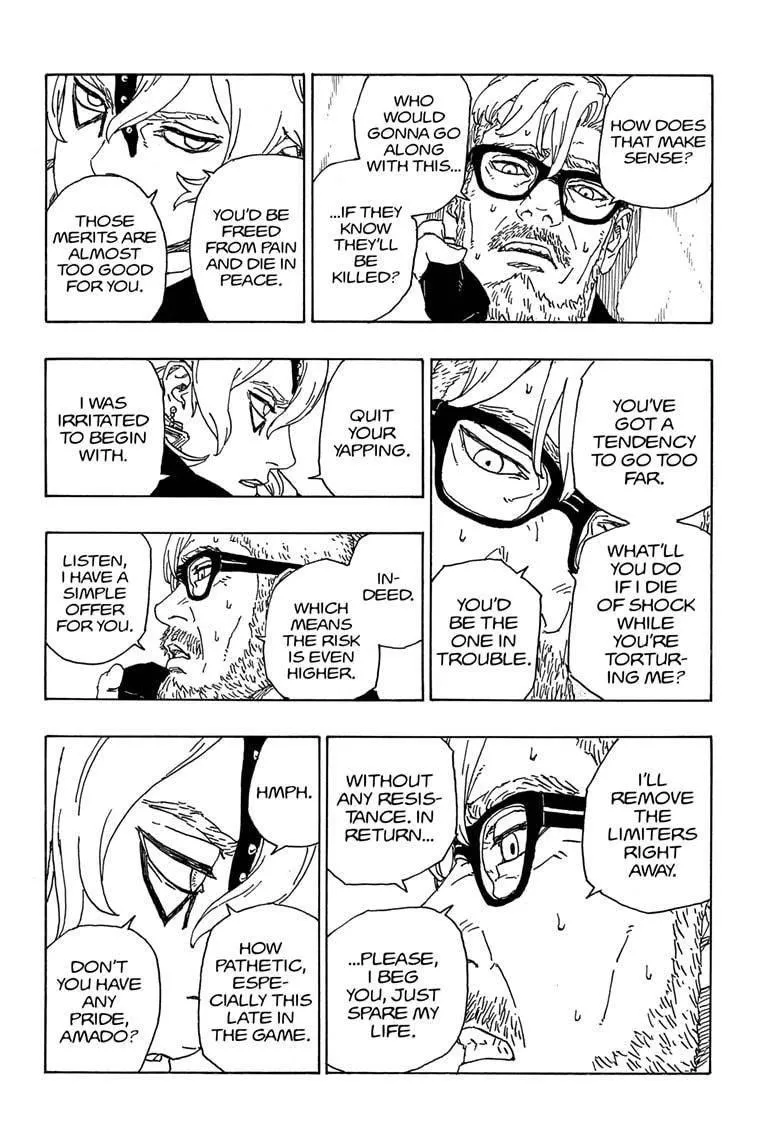 HOW DOES
THAT MAKE
SENSE?
WHO
WOULD
GONNA GO
ALONG
WITH THIS...
...IF THEY
KNOW
THEY'LL
BE
KILLED?
YOU'D BE
FREED
FROM PAIN
AND DIE IN
PEACE.
THOSE
MERITS ARE
ALMOST
TOO GOOD
FOR YOU.
YOU'VE
GOT A
TENDENCY
TO GO TOO
FAR.
WHAT'LL
YOU DO
IF I DIE
OF SHOCK
WHILE
YOU'RE
TORTUR-
ING ME?
YOU'D
BE THE
ONE IN
TROUBLE.
QUIT
YOUR
YAPPING.
I WAS
IRRITATED
TO BEGIN
WITH.
IN-
DEED.
WHICH
MEANS
THE RISK
IS EVEN
HIGHER.
LISTEN,
I HAVE A
SIMPLE
OFFER
FOR YOU.
I'LL
REMOVE
THE
LIMITERS
RIGHT
AWAY.
WITHOUT
ANY RESIS-
TANCE. IN
RETURN...
...PLEASE,
I BEG
YOU, JUST
SPARE MY
LIFE.
HMPH.
HOW
PATHETIC,
ESPE-
CIALLY THIS
LATE IN
THE GAME.
DON'T
YOU HAVE
ANY
PRIDE,
AMADO?